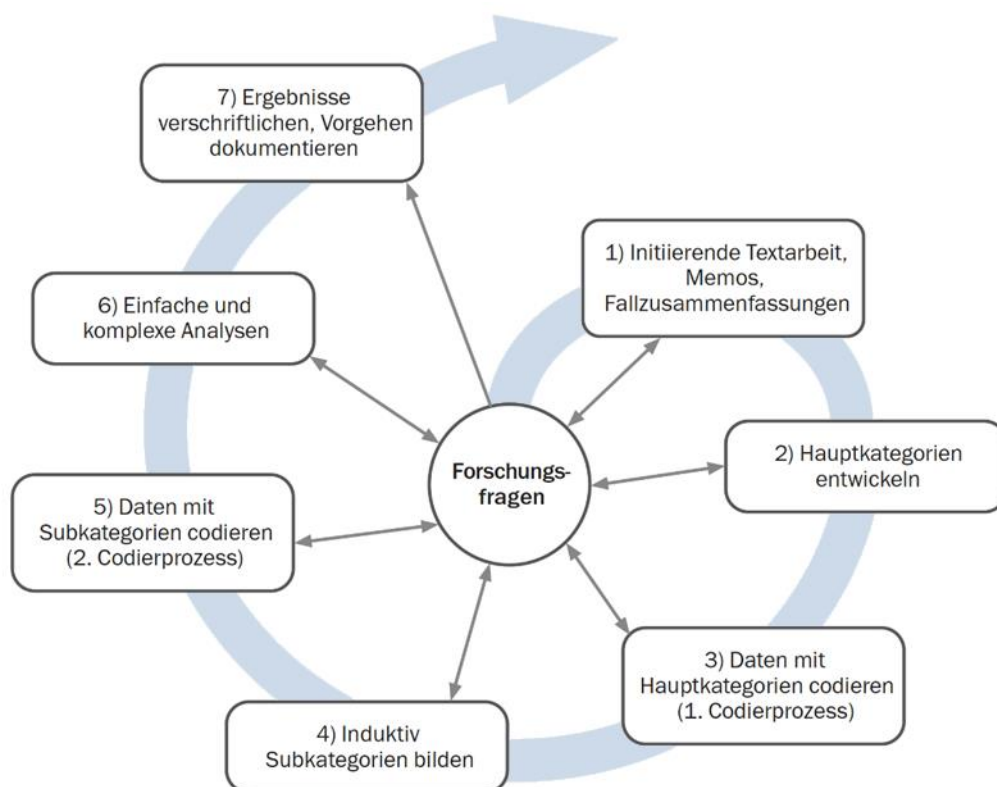 7) Ergebnisse
verschriftlichen, Vorgehen
dokumentieren
1) Initiierende Textarbeit,
Memos,
Fallzusammenfassungen
6) Einfache und
komplexe Analysen
2) Hauptkategorien
entwickeln
Forschungs-
fragen
5) Daten mit
Subkategorien codieren
(2. Codierprozess)
3) Daten mit
Hauptkategorien codieren
(1. Codierprozess)
4) Induktiv
Subkategorien bilden